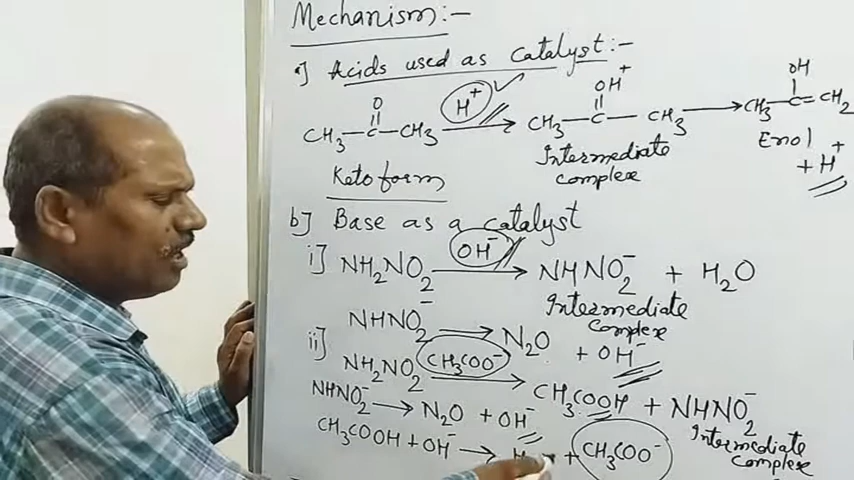 Mechanism:-
a) Acids used as catalyst:-
CH3-C(=O)-CH3 —H+→ CH3-C(=OH+)-CH3 → CH3-C(OH)=CH2
Keto form Intermediate complex Enol + H+
b] Base as a catalyst
i] NH2NO2 —OH-→ NHNO2- + H2O
Intermediate complex
NHNO2- → N2O + OH-
ii] NH2NO2 —CH3COO-→ CH3COOH + NHNO2-
Intermediate complex
NHNO2- → N2O + OH-
CH3COOH + OH- → H + CH3COO-